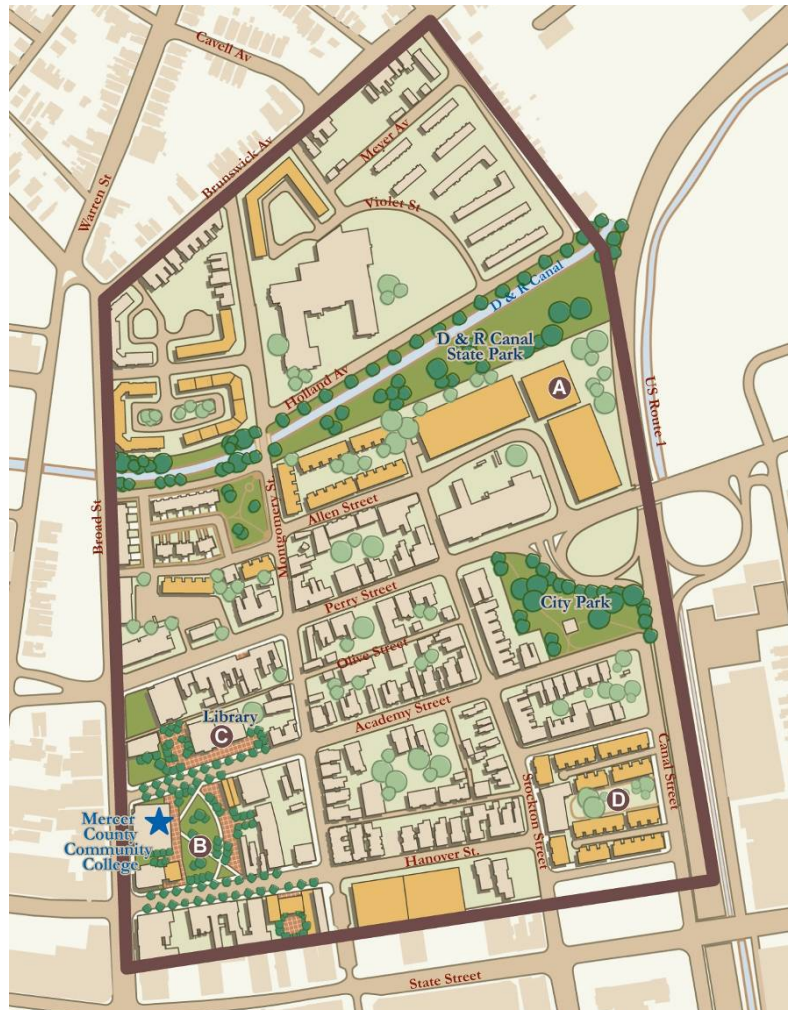 Cavell Av
Warren St
Brunswick Av
Meyer Av
Violet St
D & R Canal
D & R Canal
State Park
Holland Av
A
US Route 1
Broad St
Montgomery St.
Allen Street
Perry Street
City Park
Olive Street
Library
C
Academy Street
Canal Street
Stockton Street
D
Mercer
County
Community
College
B
Hanover St.
State Street